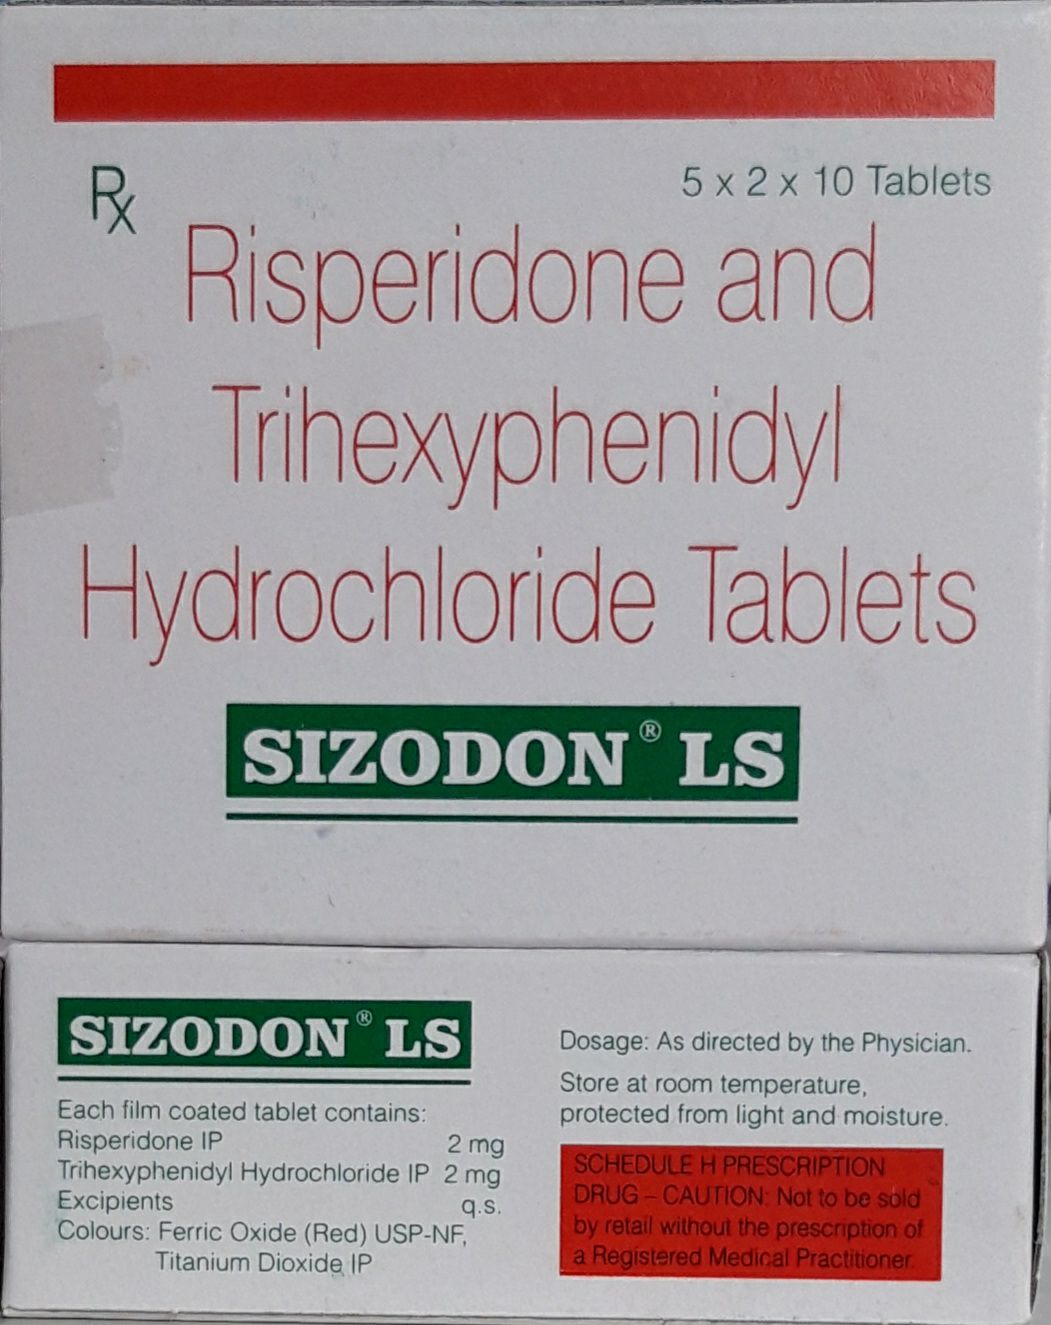 Rx
5 x 2 x 10 Tablets
Risperidone and
Trihexyphenidyl
Hydrochloride Tablets
SIZODON® LS
SIZODON® LS
Each film coated tablet contains:
Risperidone IP 2 mg
Trihexyphenidyl Hydrochloride IP 2 mg
Excipients q.s.
Colours: Ferric Oxide (Red) USP-NF,
Titanium Dioxide IP
Dosage: As directed by the Physician.
Store at room temperature,
protected from light and moisture.
SCHEDULE H PRESCRIPTION
DRUG – CAUTION: Not to be sold
by retail without the prescription of
a Registered Medical Practitioner.